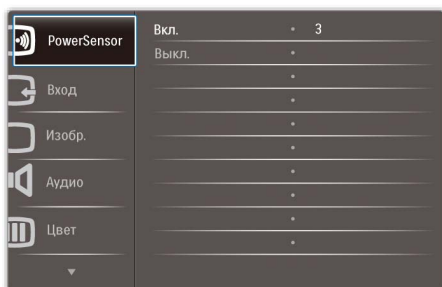 PowerSensor
Вход
Изобр.
Аудио
Цвет
Вкл. • 3
Выкл. •